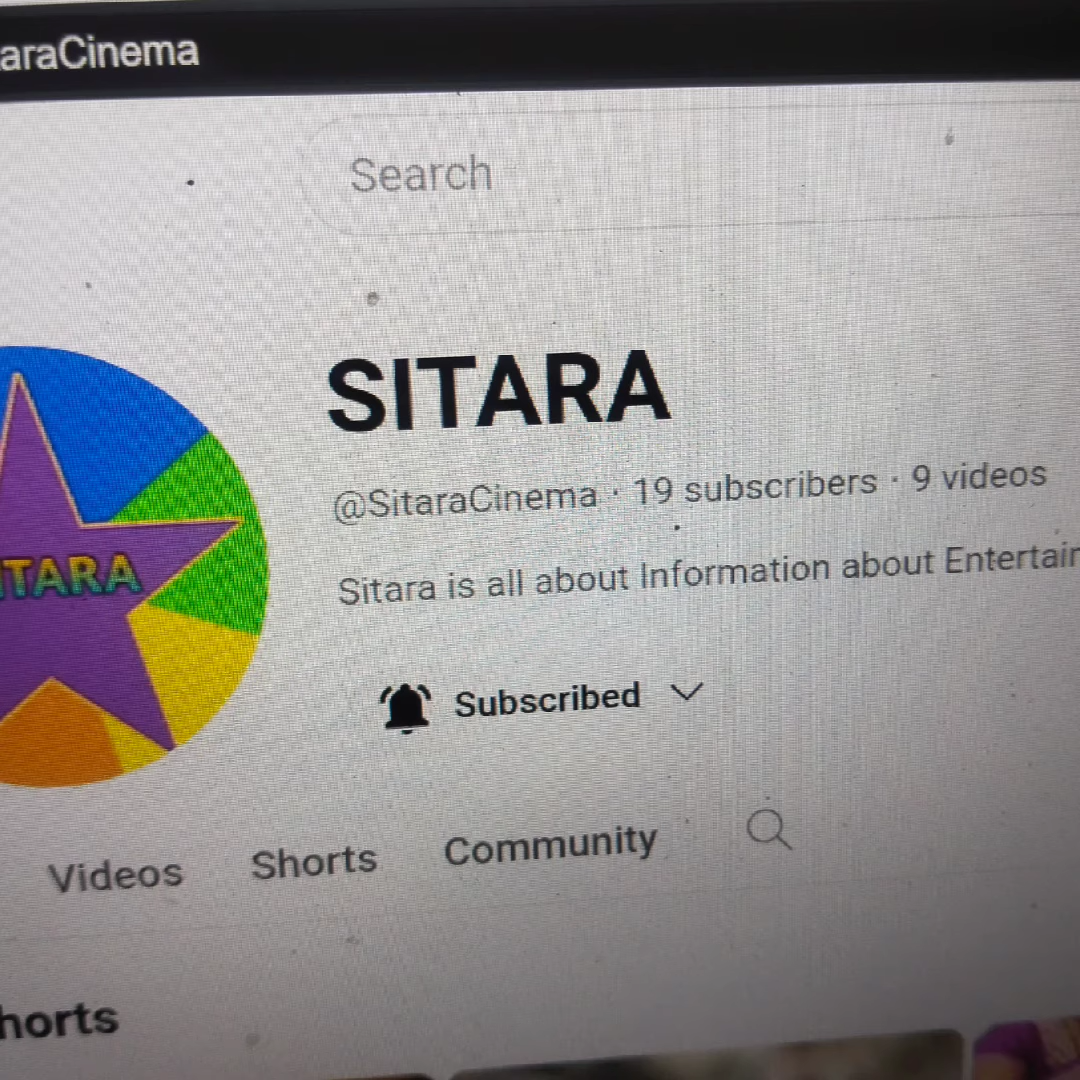 araCinema
Search
SITARA
@SitaraCinema · 19 subscribers · 9 videos
TARA
Sitara is all about Information about Entertain
Subscribed
Videos Shorts Community
horts